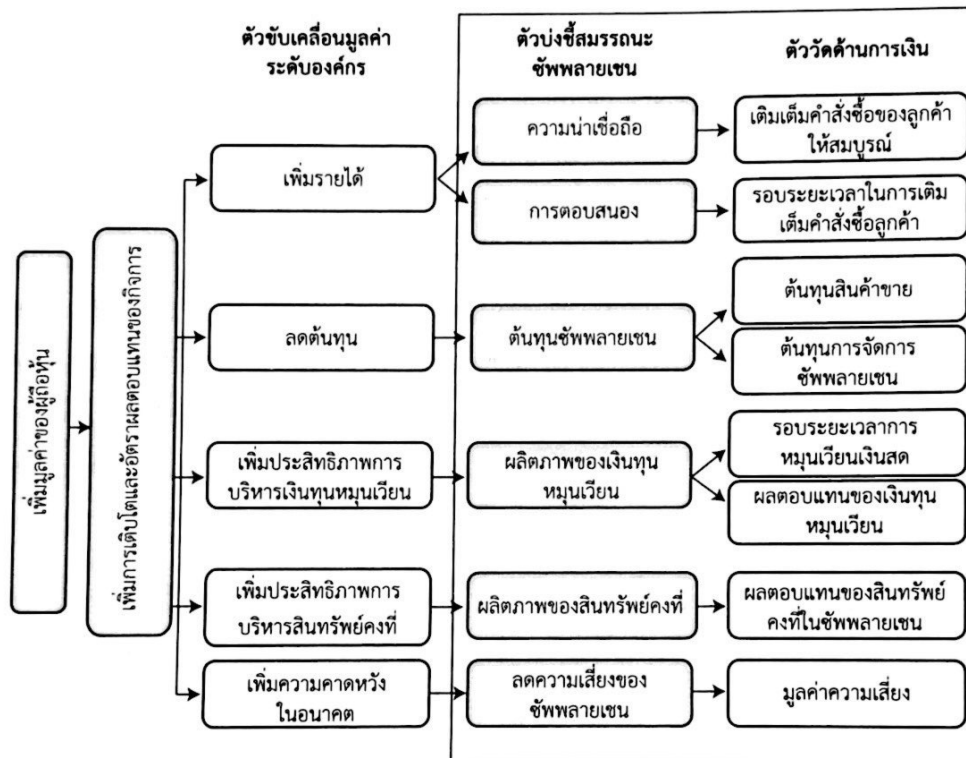 ตัวขับเคลื่อนมูลค่า
ระดับองค์กร
ตัวบ่งชี้สมรรถนะ
ซัพพลายเชน
ตัววัดด้านการเงิน
เพิ่มมูลค่าของผู้ถือหุ้น
เพิ่มการเติบโตและอัตราผลตอบแทนของกิจการ
เพิ่มรายได้
ความน่าเชื่อถือ
เติมเต็มคำสั่งซื้อของลูกค้า
ให้สมบูรณ์
การตอบสนอง
รอบระยะเวลาในการเติม
เต็มคำสั่งซื้อลูกค้า
ลดต้นทุน
ต้นทุนซัพพลายเชน
ต้นทุนสินค้าขาย
ต้นทุนการจัดการ
ซัพพลายเชน
เพิ่มประสิทธิภาพการ
บริหารเงินทุนหมุนเวียน
ผลิตภาพของเงินทุน
หมุนเวียน
รอบระยะเวลาการ
หมุนเวียนเงินสด
ผลตอบแทนของเงินทุน
หมุนเวียน
เพิ่มประสิทธิภาพการ
บริหารสินทรัพย์คงที่
ผลิตภาพของสินทรัพย์คงที่
ผลตอบแทนของสินทรัพย์
คงที่ในซัพพลายเชน
เพิ่มความคาดหวัง
ในอนาคต
ลดความเสี่ยงของ
ซัพพลายเชน
มูลค่าความเสี่ยง